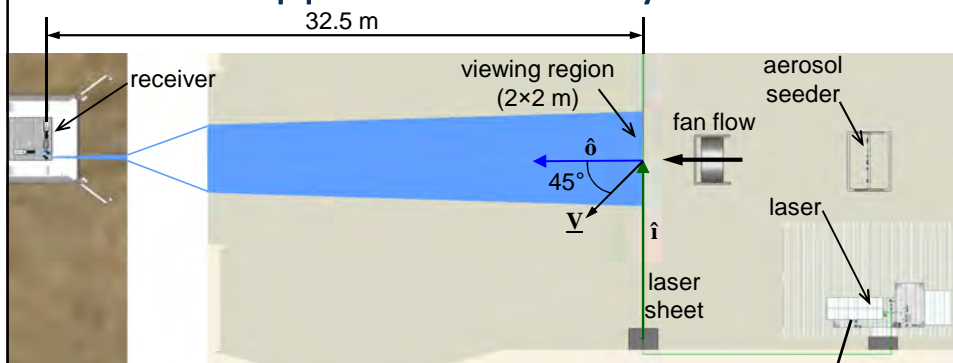 32.5 m
receiver
viewing region
(2×2 m)
aerosol
seeder
fan flow
ô
45°
V
î
laser
laser
sheet